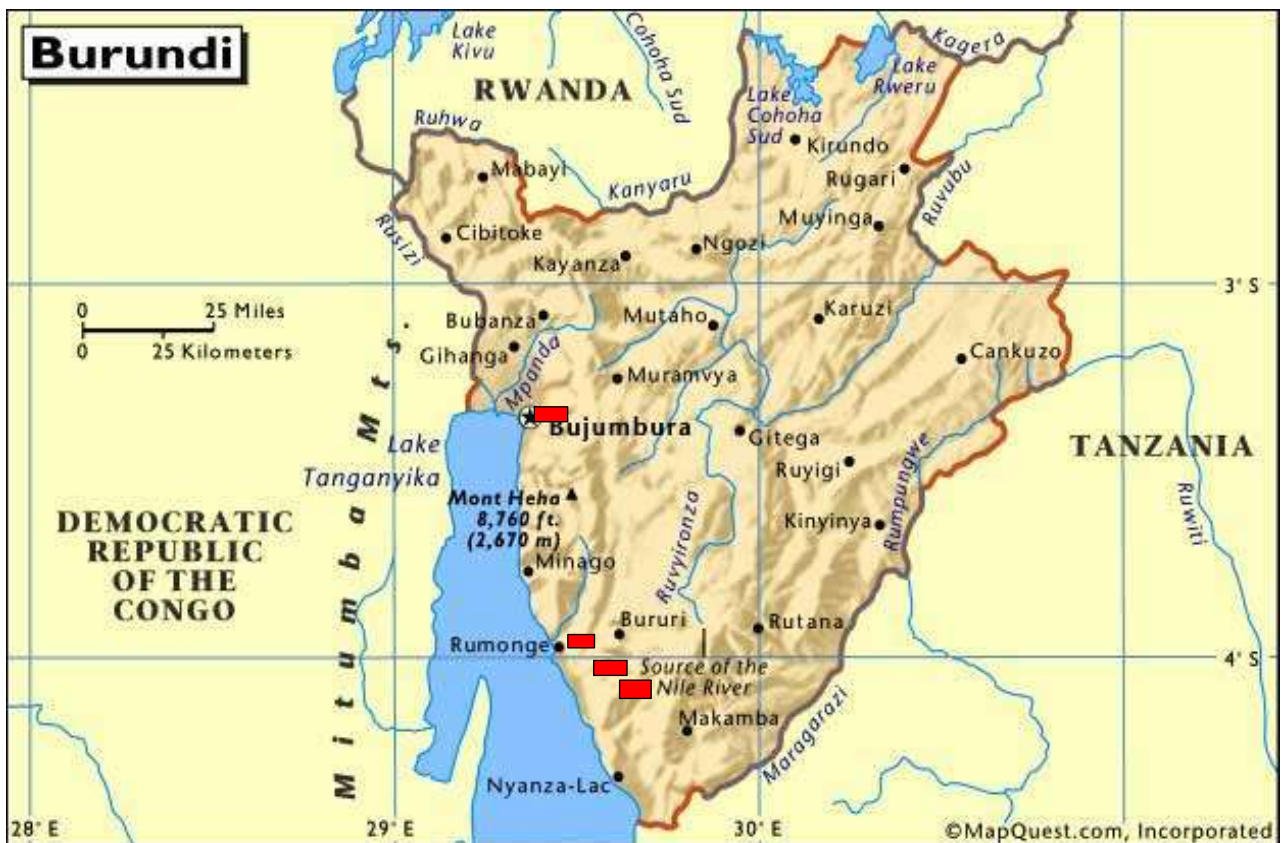 Burundi
Lake
Kivu
Cohoha Sud
Kagera
RWANDA
Lake
Rweru
Lake
Cohoha
Sud
Ruhwa
Kirundo
Mabayi
Kanyaru
Rugari
Ruvubu
Rusizi
Cibitoke
Muyinga
Ngozi
Kayanza
3° S
0 25 Miles
0 25 Kilometers
Bubanza
Mutaho
Karuzi
Gihanga
Mpanda
Cankuzo
Muramvya
Mitumba Mts.
Bujumbura
Lake
Tanganyika
Gitega
TANZANIA
Ruyigi
Rumpungwe
Ruwiti
Mont Heha
8,760 ft.
(2,670 m)
DEMOCRATIC
REPUBLIC
OF THE
CONGO
Kinyinya
Ruvyironza
Minago
Bururi
Rutana
Rumonge
4° S
Source of the
Nile River
Makamba
Maragarazi
Nyanza-Lac
28° E 29° E 30° E
©MapQuest.com, Incorporated